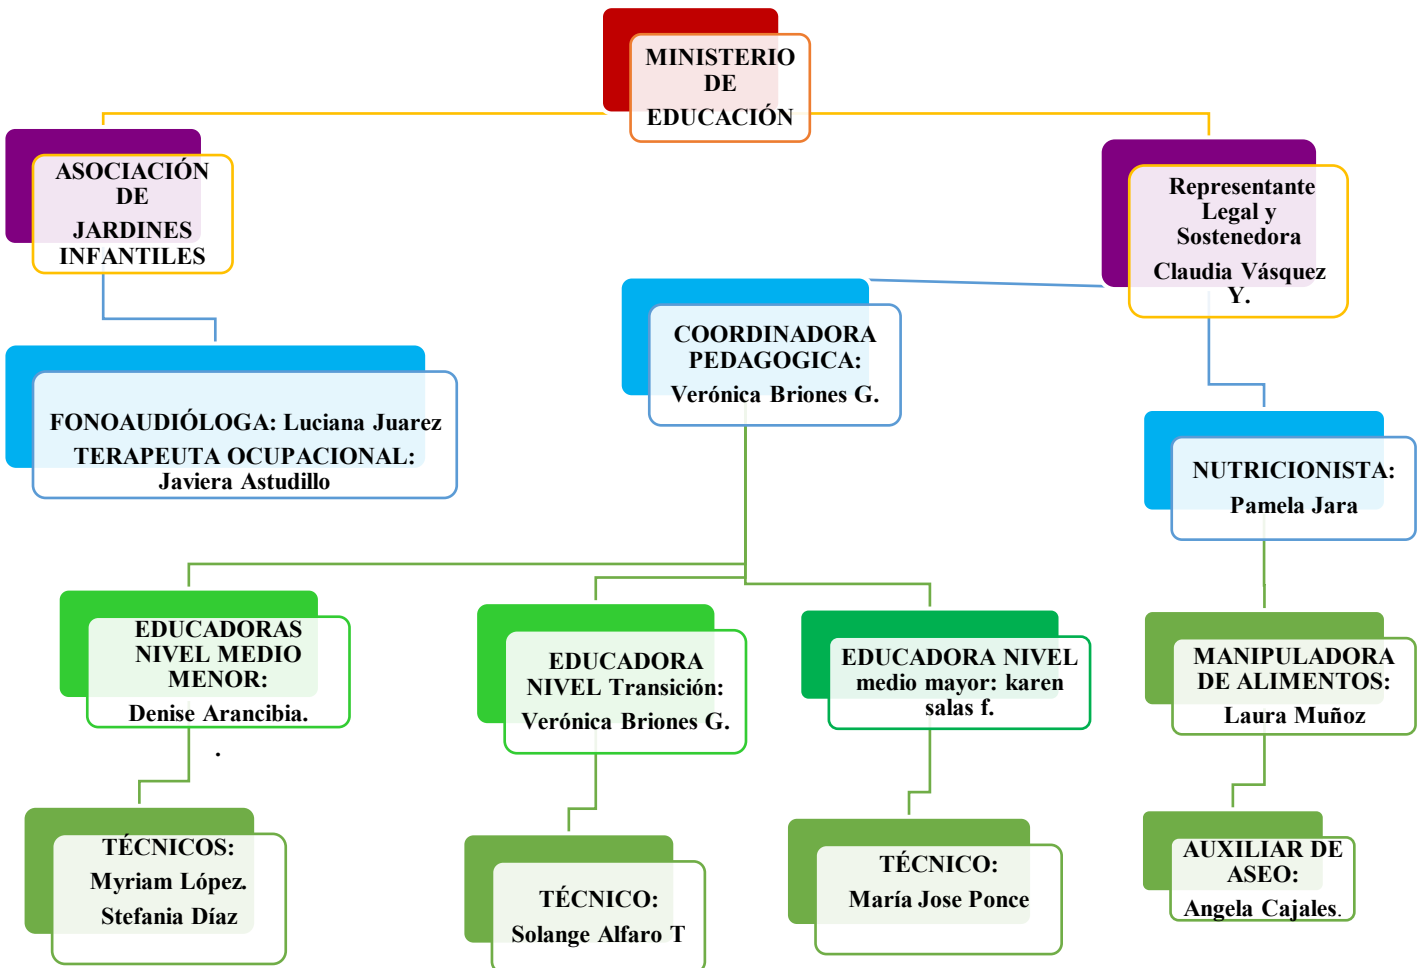 MINISTERIO
DE
EDUCACIÓN
ASOCIACIÓN
DE
JARDINES
INFANTILES
Representante
Legal y
Sostenedora
Claudia Vásquez
Y.
COORDINADORA
PEDAGOGICA:
Verónica Briones G.
FONOAUDIÓLOGA: Luciana Juarez
TERAPEUTA OCUPACIONAL:
Javiera Astudillo
NUTRICIONISTA:
Pamela Jara
EDUCADORAS
NIVEL MEDIO
MENOR:
Denise Arancibia.
.
EDUCADORA
NIVEL Transición:
Verónica Briones G.
EDUCADORA NIVEL
medio mayor: karen
salas f.
MANIPULADORA
DE ALIMENTOS:
Laura Muñoz
TÉCNICOS:
Myriam López.
Stefania Díaz
TÉCNICO:
Solange Alfaro T
TÉCNICO:
María Jose Ponce
AUXILIAR DE
ASEO:
Angela Cajales.